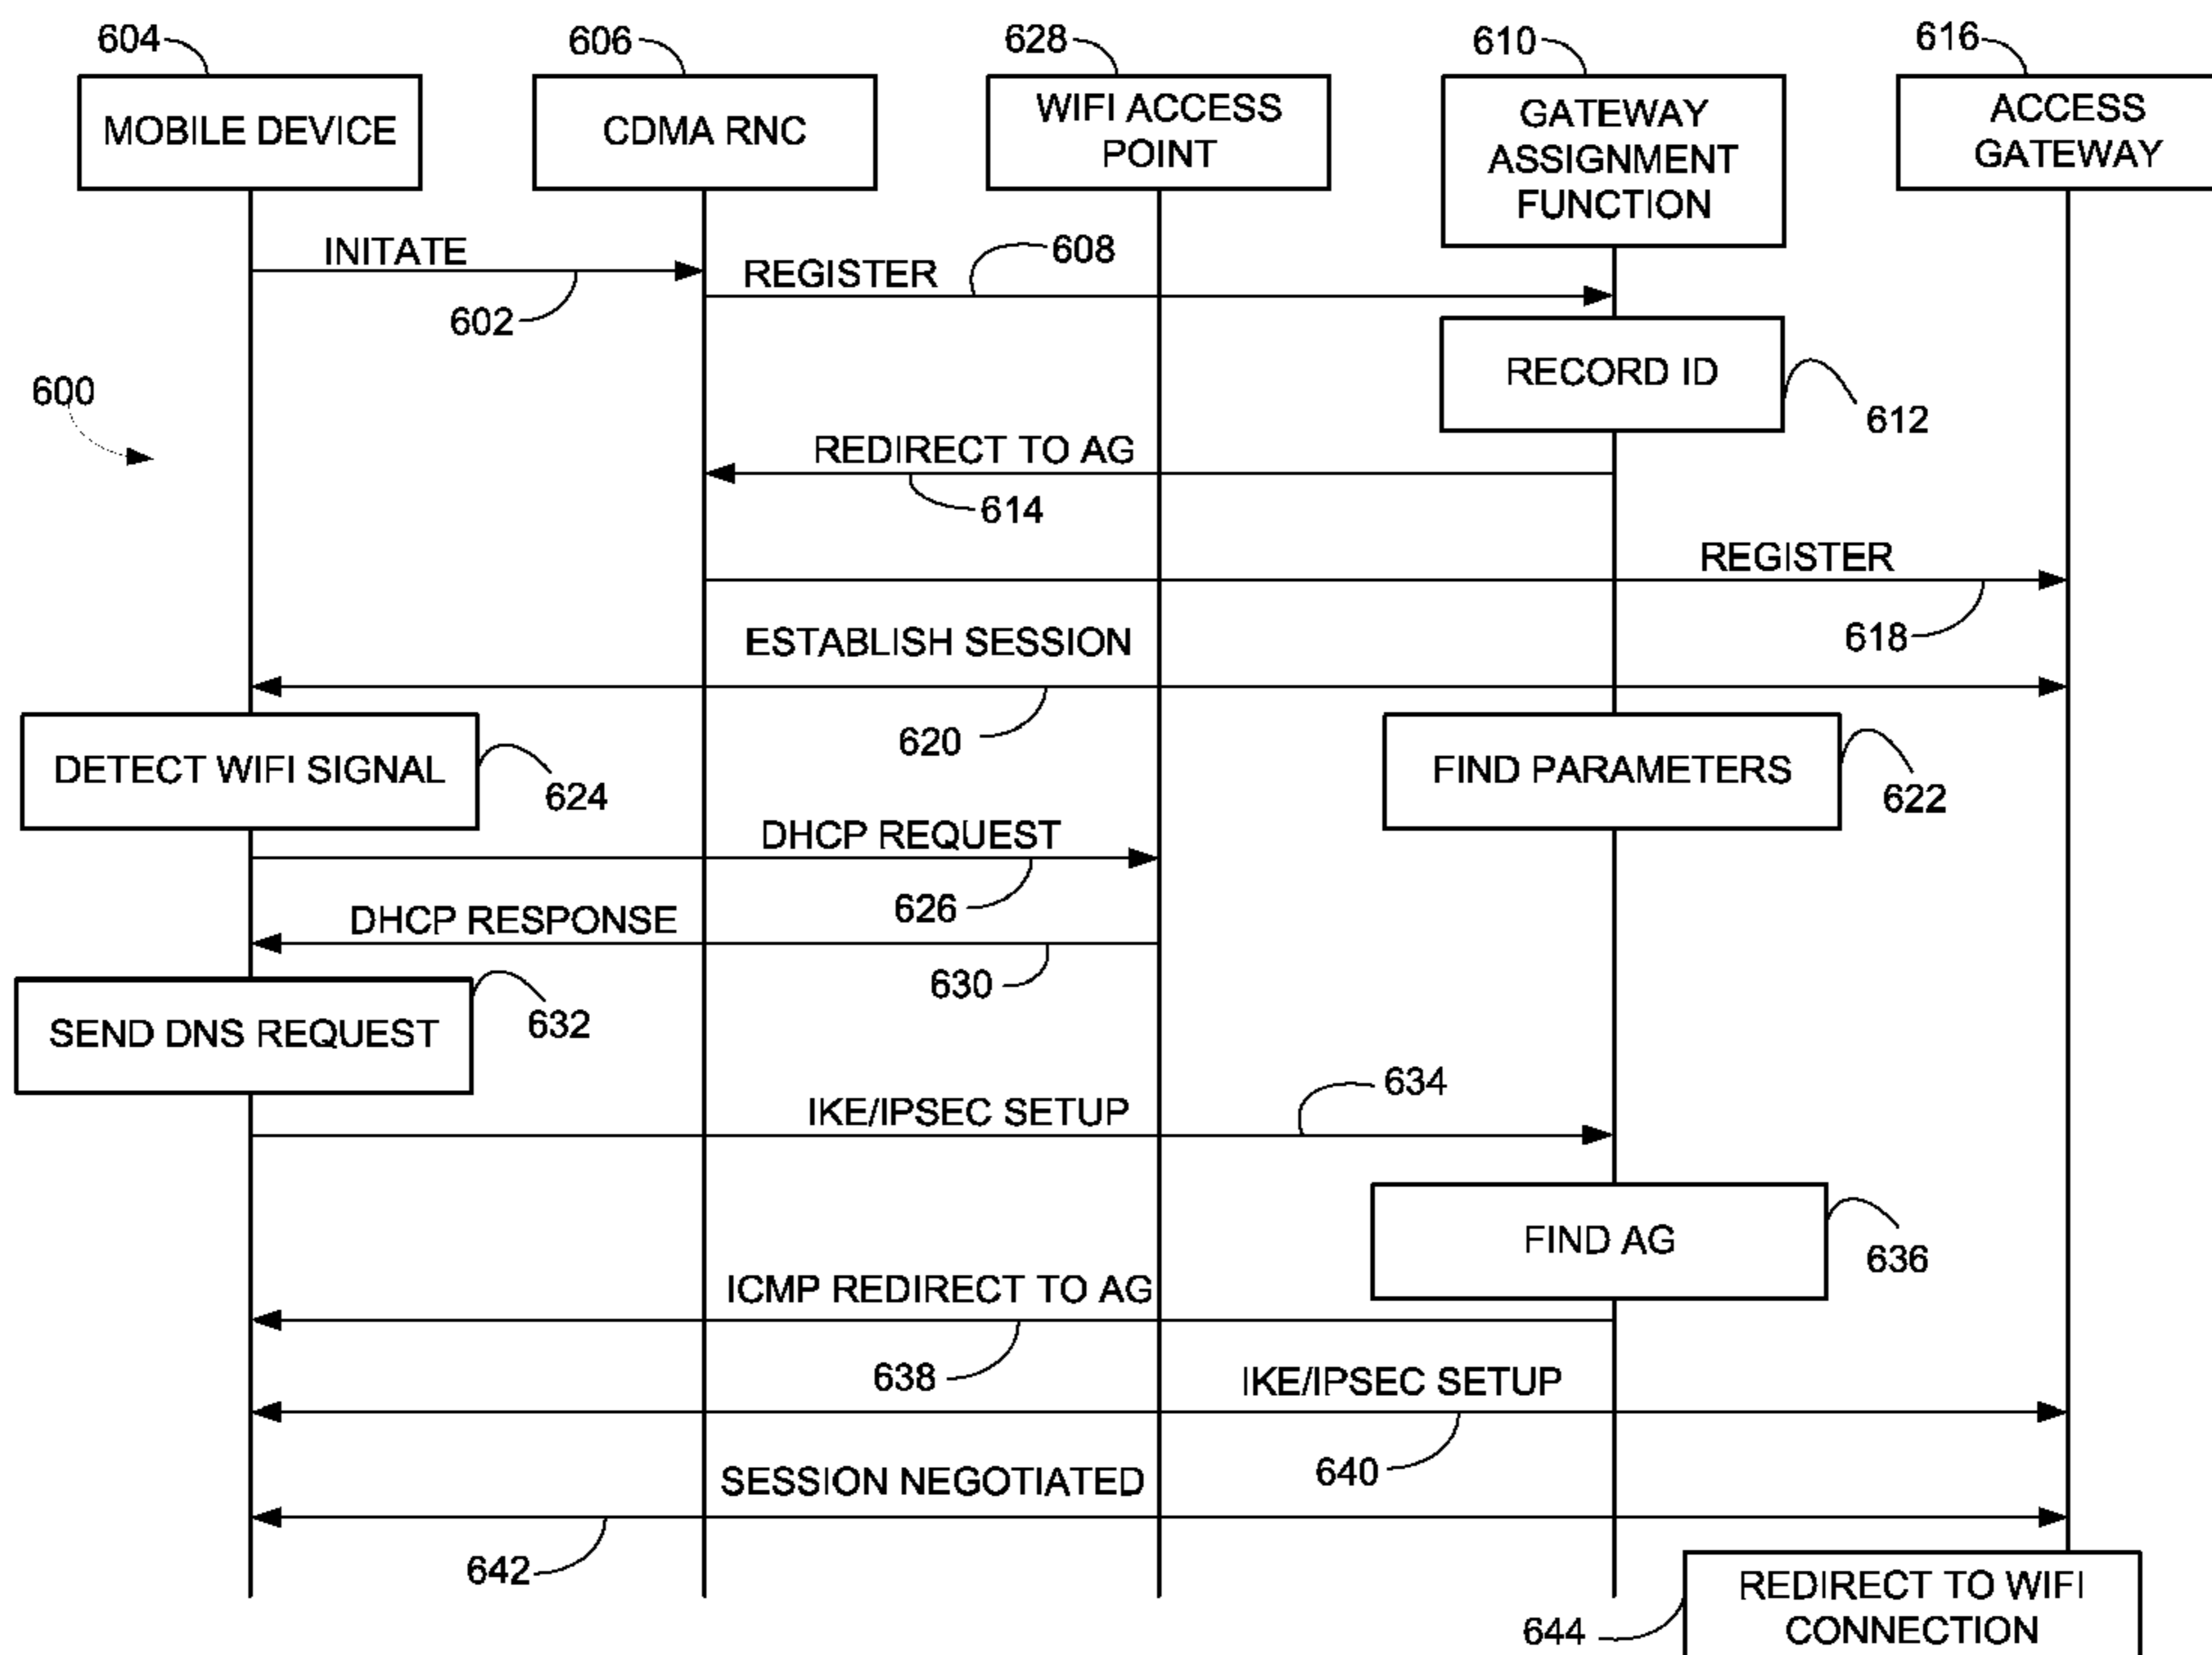 604
606
628
610
616
MOBILE DEVICE
CDMA RNC
WIFI ACCESS
POINT
GATEWAY
ASSIGNMENT
FUNCTION
ACCESS
GATEWAY
INITATE
602
REGISTER
608
600
RECORD ID
612
REDIRECT TO AG
614
REGISTER
618
ESTABLISH SESSION
620
DETECT WIFI SIGNAL
624
FIND PARAMETERS
622
DHCP REQUEST
626
DHCP RESPONSE
630
SEND DNS REQUEST
632
IKE/IPSEC SETUP
634
FIND AG
636
ICMP REDIRECT TO AG
638
IKE/IPSEC SETUP
640
SESSION NEGOTIATED
642
REDIRECT TO WIFI
CONNECTION
644